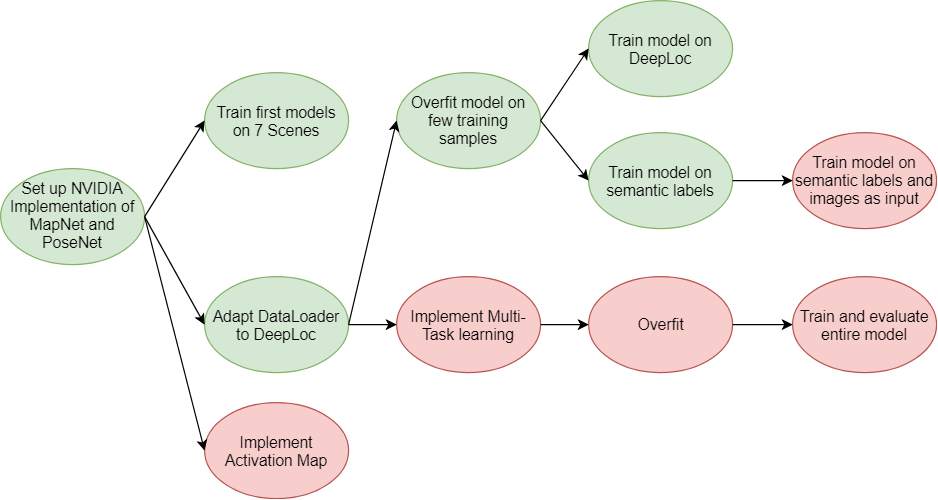 Set up NVIDIA
Implementation of
MapNet and
PoseNet
Train first models
on 7 Scenes
Adapt DataLoader
to DeepLoc
Implement
Activation Map
Overfit model on
few training
samples
Implement Multi-
Task learning
Train model on
DeepLoc
Train model on
semantic labels
Overfit
Train model on
semantic labels and
images as input
Train and evaluate
entire model